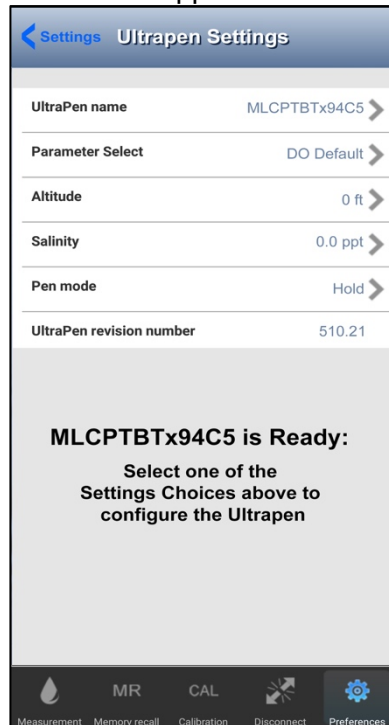 Settings Ultrapen Settings
UltraPen name MLCPTBTx94C5
Parameter Select DO Default
Altitude 0 ft
Salinity 0.0 ppt
Pen mode Hold
UltraPen revision number 510.21
MLCPTBTx94C5 is Ready:
Select one of the
Settings Choices above to
configure the Ultrapen
MR CAL
Measurement Memory recall Calibration Disconnect Preferences